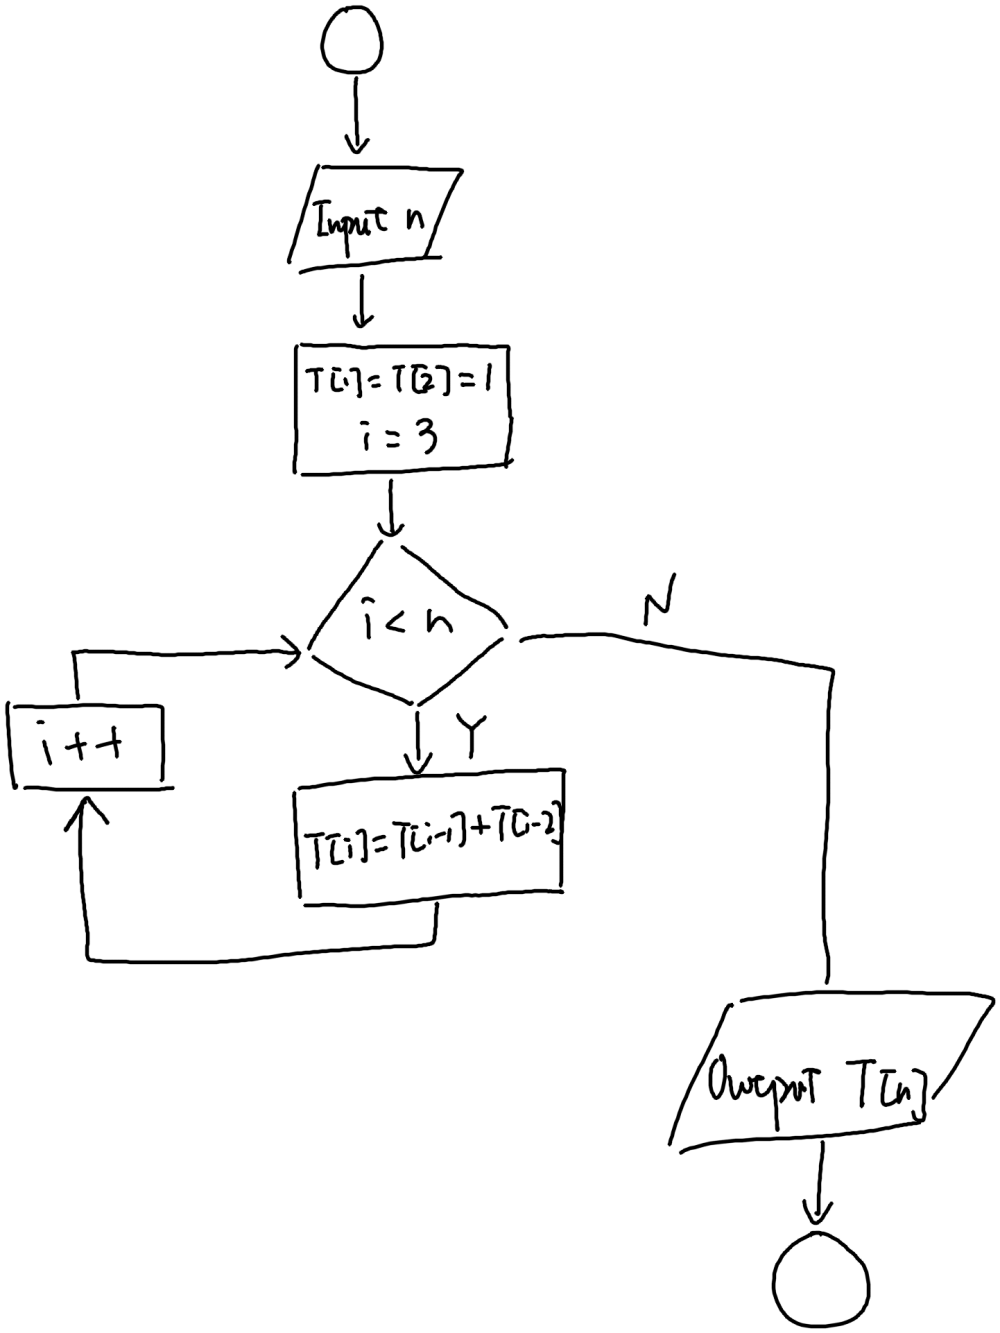 Input n
T[1]=T[2]=1
i=3
i<n
N
Y
i++
T[i]=T[i-1]+T[i-2]
Output T[n]